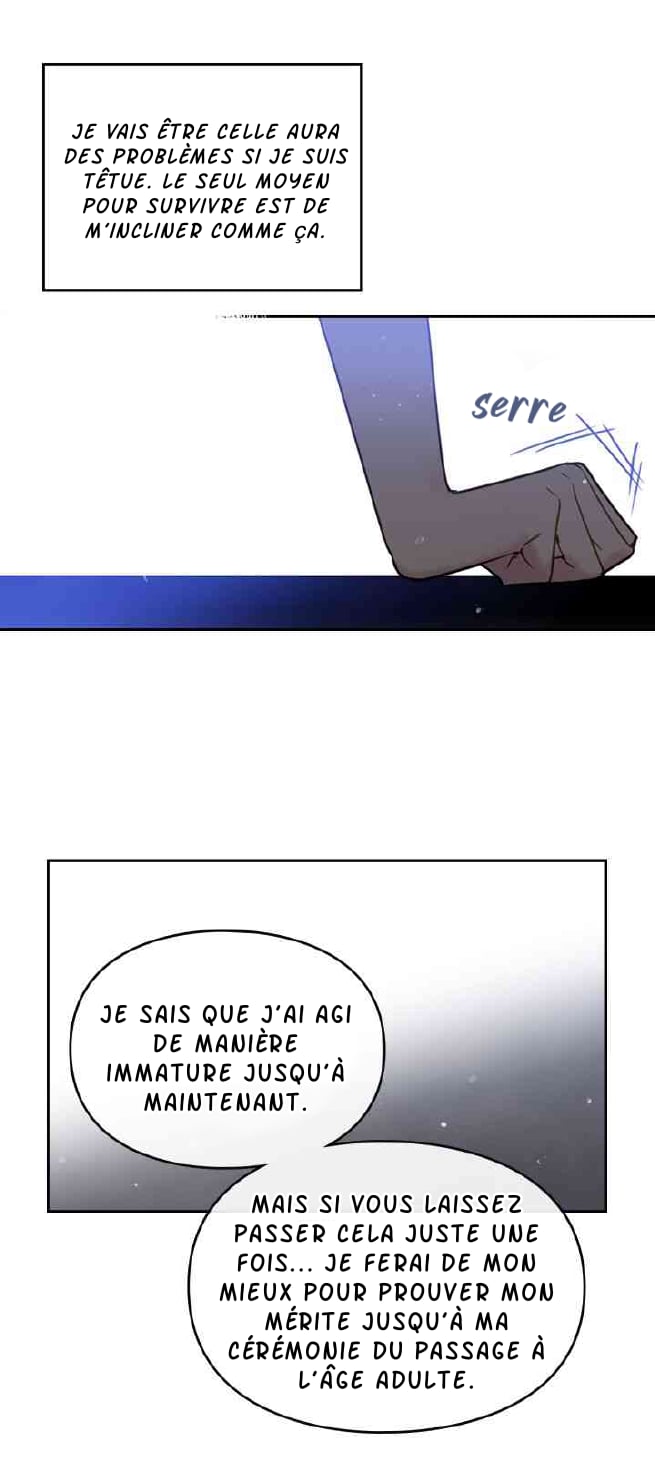 JE VAIS ÊTRE CELLE AURA
DES PROBLÈMES SI JE SUIS
TÊTUE. LE SEUL MOYEN
POUR SURVIVRE EST DE
M'INCLINER COMME ÇA.
serre
JE SAIS QUE J'AI AGI
DE MANIÈRE
IMMATURE JUSQU'À
MAINTENANT.
MAIS SI VOUS LAISSEZ
PASSER CELA JUSTE UNE
FOIS... JE FERAI DE MON
MIEUX POUR PROUVER MON
MÉRITE JUSQU'À MA
CÉRÉMONIE DU PASSAGE À
L'ÂGE ADULTE.